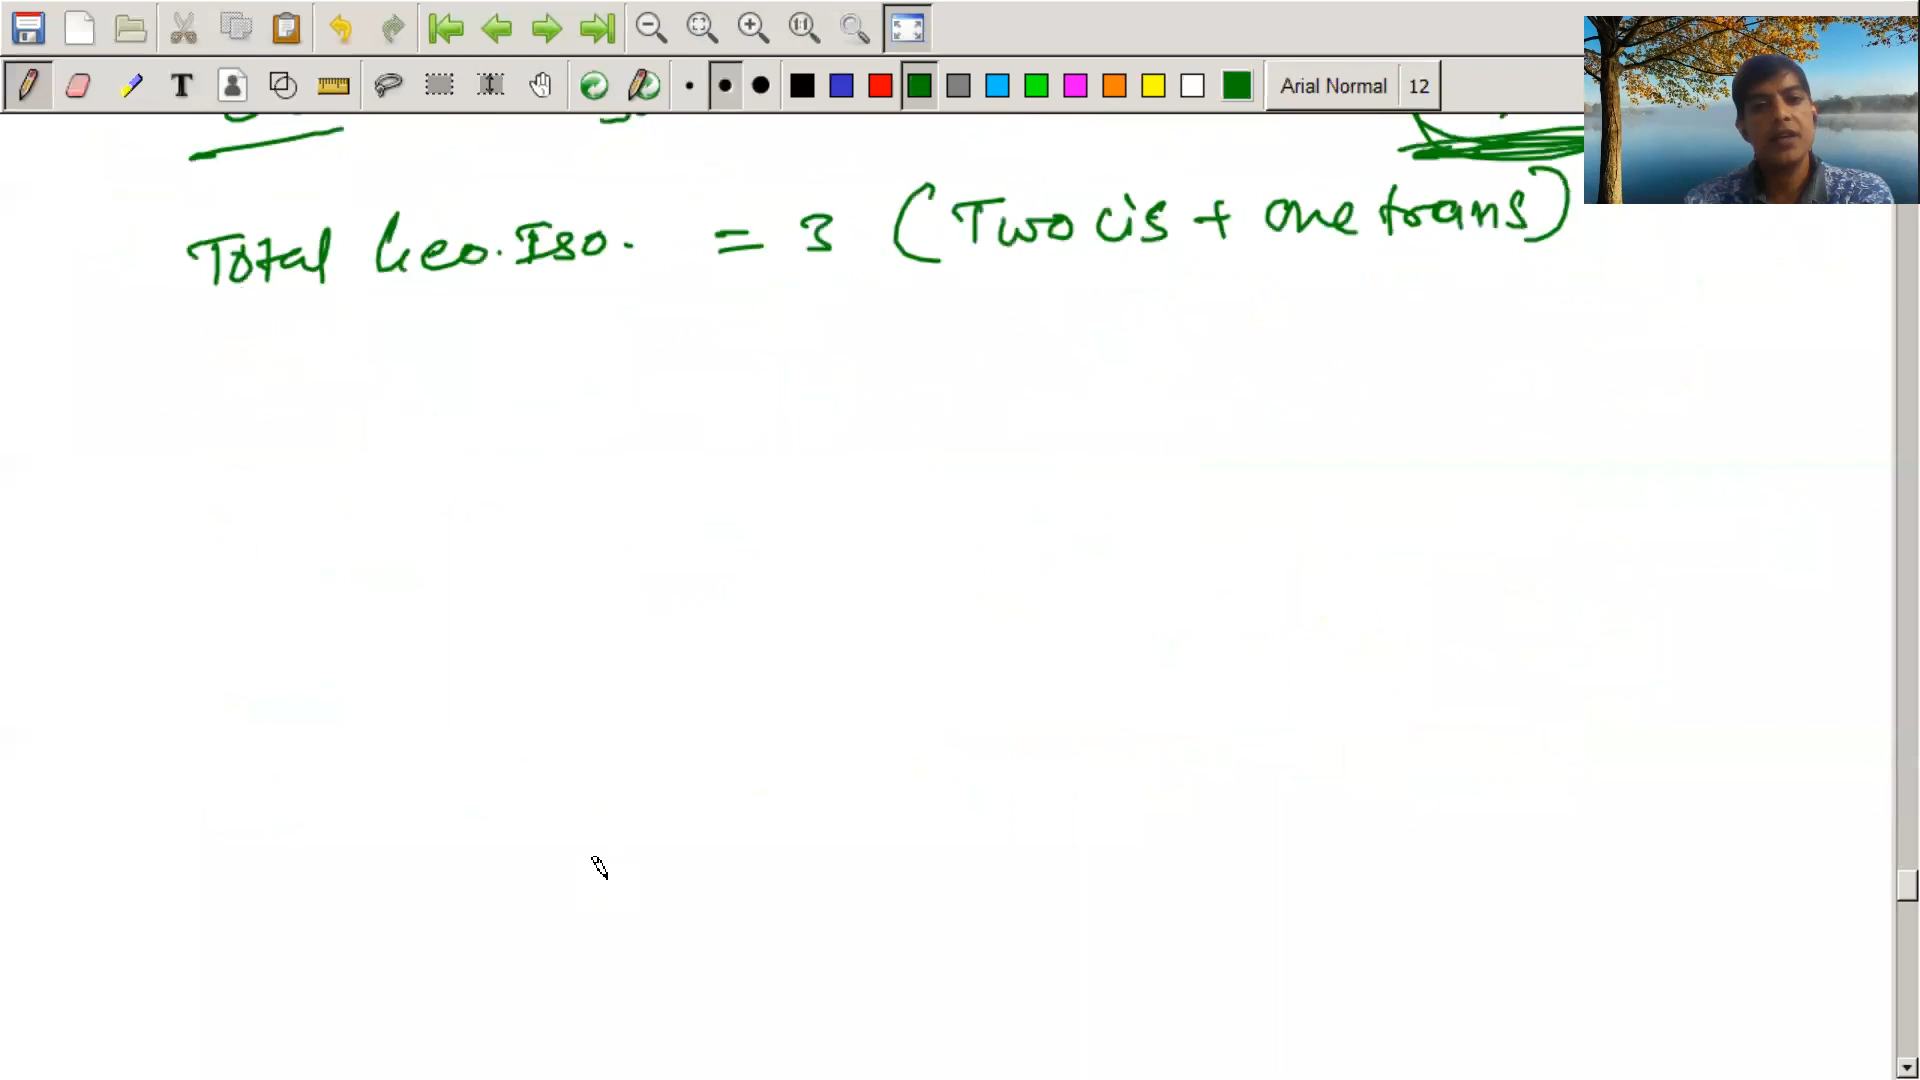 T
Arial Normal 12
Total Geo. Iso. = 3 (Two cis + one trans)